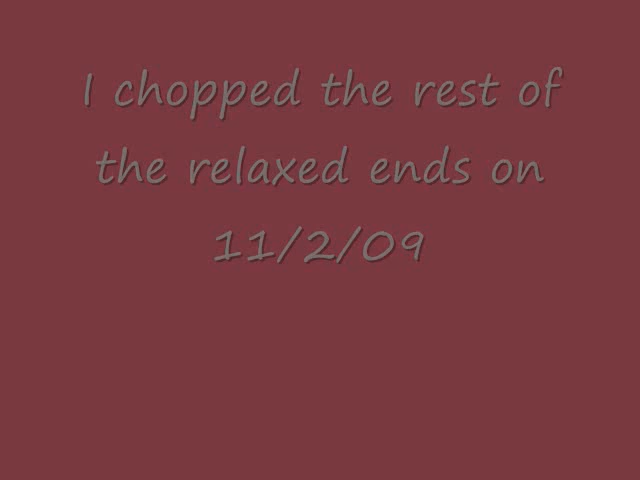 I chopped the rest of
the relaxed ends on
11/2/09